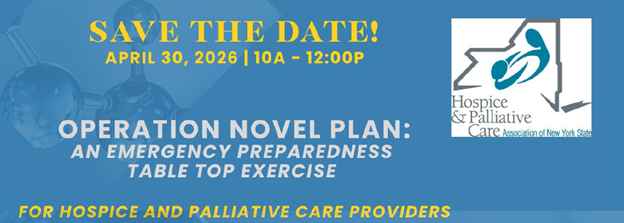 SAVE THE DATE!
APRIL 30, 2026 | 10A - 12:00P
OPERATION NOVEL PLAN:
AN EMERGENCY PREPAREDNESS
TABLE TOP EXERCISE
FOR HOSPICE AND PALLIATIVE CARE PROVIDERS
Hospice
& Palliative
Care Association of New York State